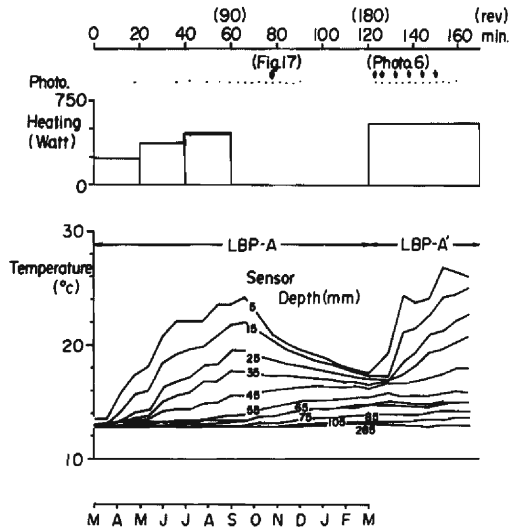 (90) (180) (rev)
0 20 40 60 80 100 120 140 160 min.
(Fig.17) (Photo.6)
Photo.
750
Heating
(Watt)
0
30
LBP-A LBP-A'
Temperature
(°c)
Sensor
Depth(mm)
5
15
20
25
35
45
55 65 85
75 105
265
10
M A M J J A S O N D J F M